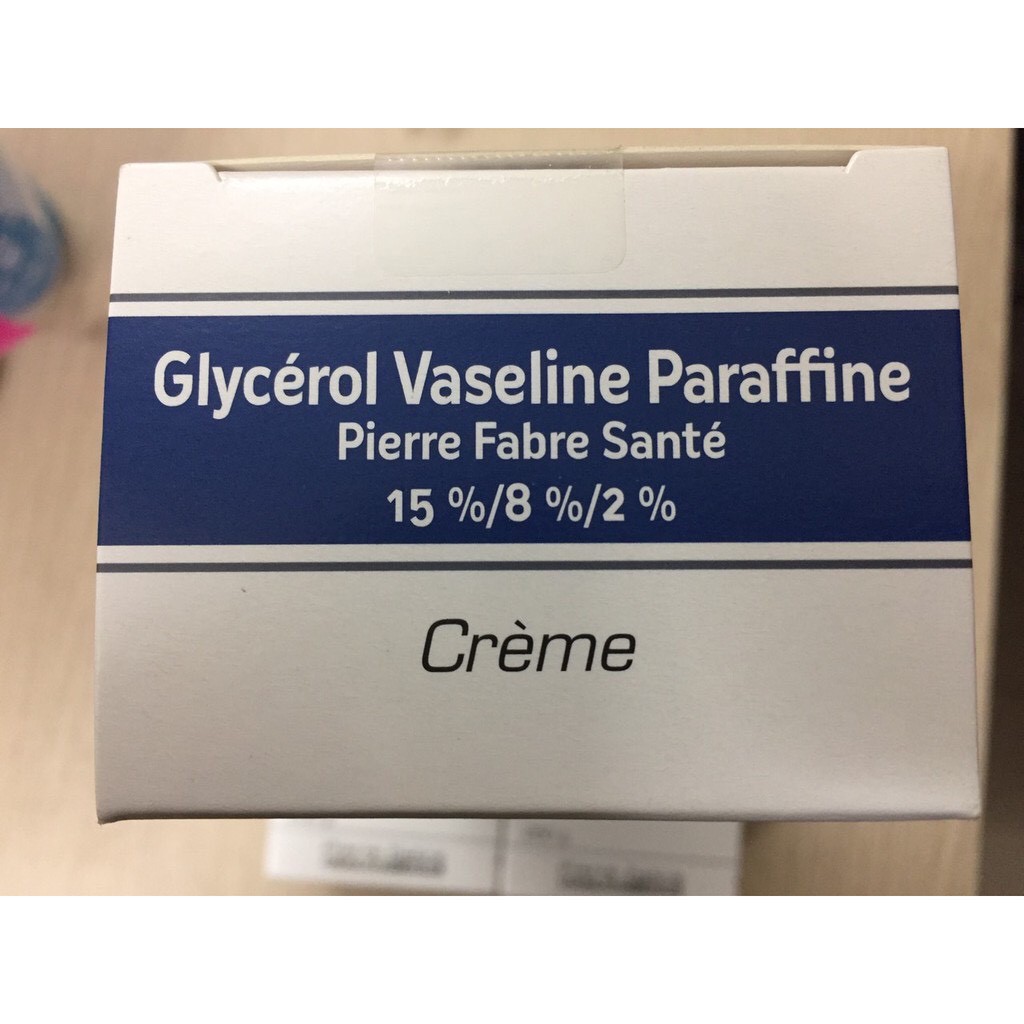 Glycérol Vaseline Paraffine
Pierre Fabre Santé
15 %/8 %/2 %
Crème